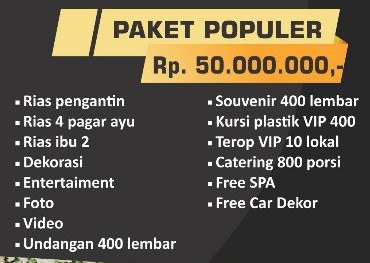 PAKET POPULER
Rp. 50.000.000,-
▪ Rias pengantin
▪ Rias 4 pagar ayu
▪ Rias ibu 2
▪ Dekorasi
▪ Entertaiment
▪ Foto
▪ Video
▪ Undangan 400 lembar
▪ Souvenir 400 lembar
▪ Kursi plastik VIP 400
▪ Terop VIP 10 lokal
▪ Catering 800 porsi
▪ Free SPA
▪ Free Car Dekor